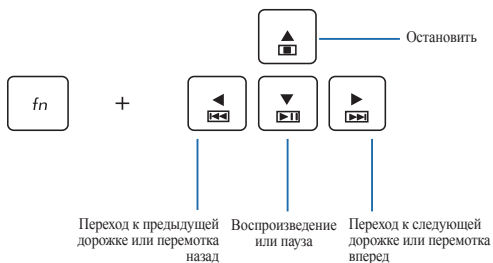 Остановить
fn
+
Переход к предыдущей
дорожке или перемотка
назад
Воспроизведение
или пауза
Переход к следующей
дорожке или перемотка
вперед